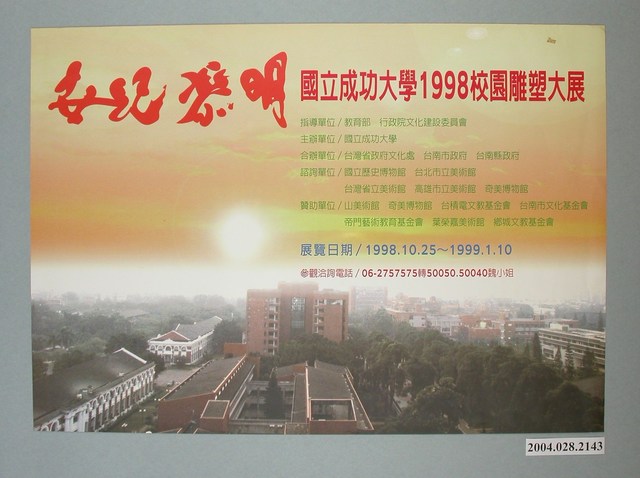 世紀黎明
國立成功大學1998校園雕塑大展
指導單位／教育部 行政院文化建設委員會
主辦單位／國立成功大學
合辦單位／台灣省政府文化處 台南市政府 台南縣政府
諮詢單位／國立歷史博物館 台北市立美術館
台灣省立美術館 高雄市立美術館 奇美博物館
贊助單位／山美術館 奇美博物館 台積電文教基金會 台南市文化基金會
帝門藝術教育基金會 葉榮嘉美術館 鄉城文教基金會
展覽日期／1998.10.25～1999.1.10
參觀洽詢電話／06-2757575轉50050.50040魏小姐
2004.028.2143